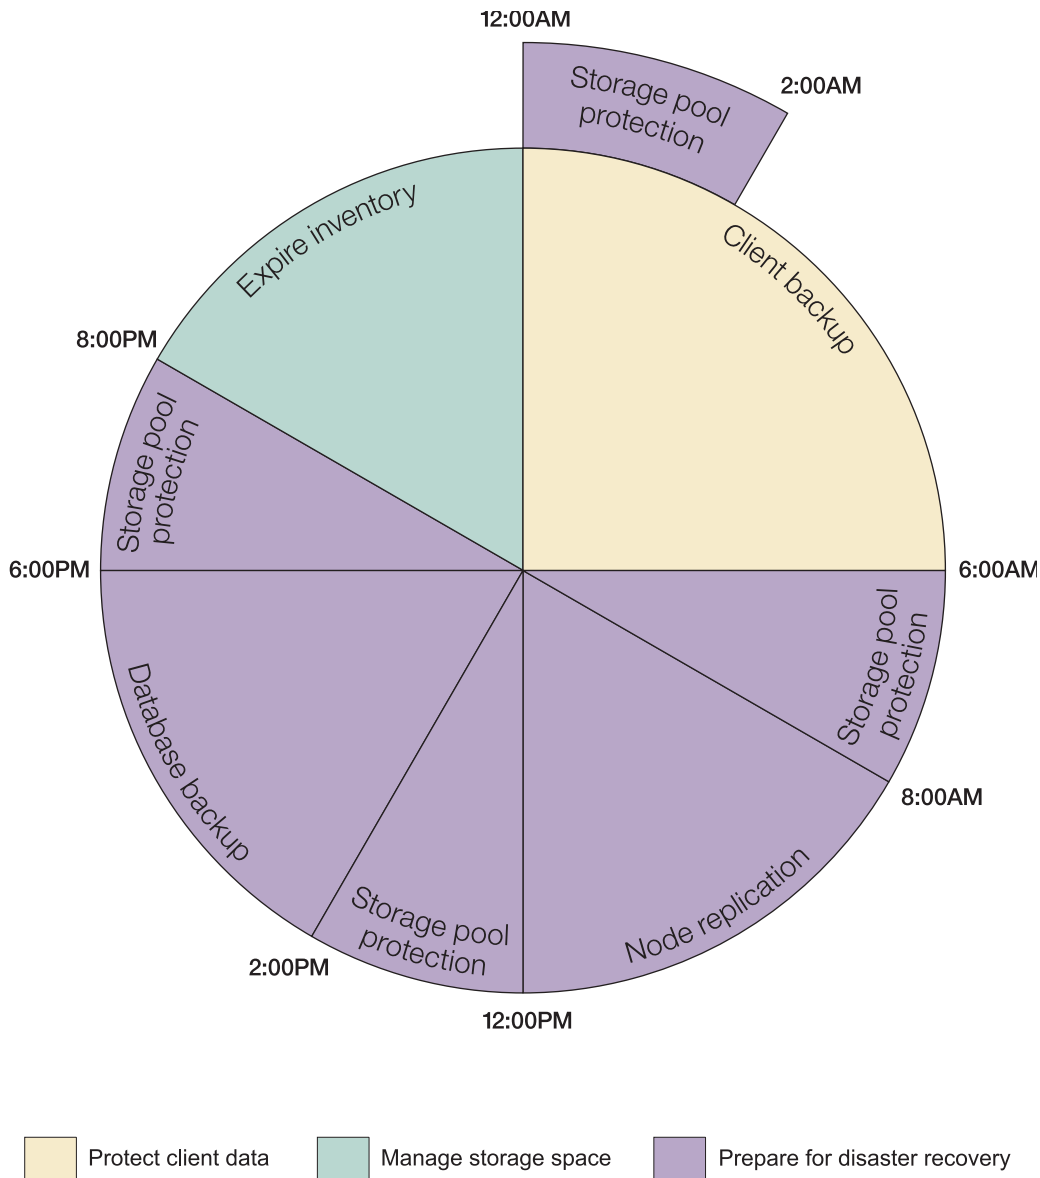 12:00AM
Storage pool
protection
2:00AM
Client backup
Expire inventory
8:00PM
Storage pool
protection
6:00PM
6:00AM
Storage pool
protection
8:00AM
Database backup
Node replication
Storage pool
protection
2:00PM
12:00PM
Protect client data
Manage storage space
Prepare for disaster recovery